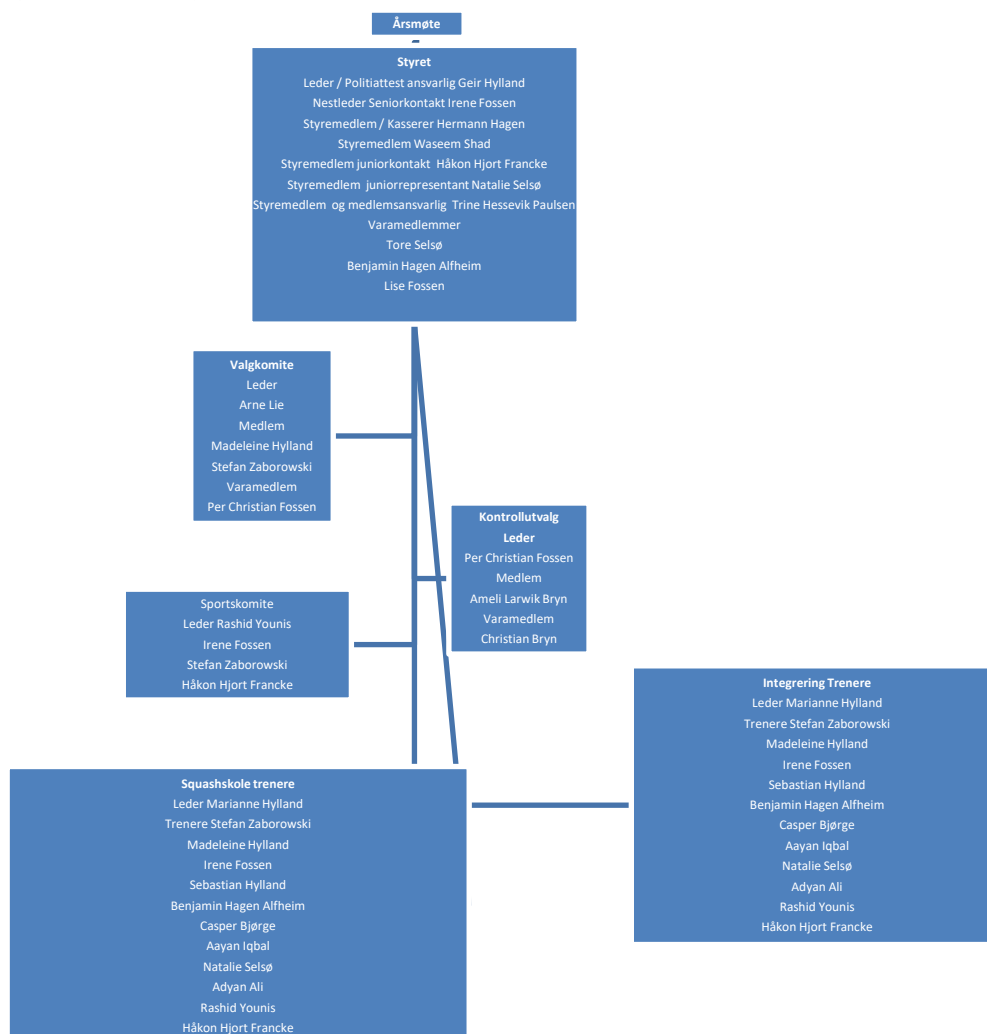 Årsmøte
Styret
Leder / Politiattest ansvarlig Geir Hylland
Nestleder Seniorkontakt Irene Fossen
Styremedlem / Kasserer Hermann Hagen
Styremedlem Waseem Shad
Styremedlem juniorkontakt Håkon Hjort Francke
Styremedlem juniorrepresentant Natalie Selsø
Styremedlem og medlemsansvarlig Trine Hessevik Paulsen
Varamedlemmer
Tore Selsø
Benjamin Hagen Alfheim
Lise Fossen
Valgkomite
Leder
Arne Lie
Medlem
Madeleine Hylland
Stefan Zaborowski
Varamedlem
Per Christian Fossen
Kontrollutvalg
Leder
Per Christian Fossen
Medlem
Ameli Larwik Bryn
Varamedlem
Christian Bryn
Sportskomite
Leder Rashid Younis
Irene Fossen
Stefan Zaborowski
Håkon Hjort Francke
Integrering Trenere
Leder Marianne Hylland
Trenere Stefan Zaborowski
Madeleine Hylland
Irene Fossen
Sebastian Hylland
Benjamin Hagen Alfheim
Casper Bjørge
Aayan Iqbal
Natalie Selsø
Adyan Ali
Rashid Younis
Håkon Hjort Francke
Squashskole trenere
Leder Marianne Hylland
Trenere Stefan Zaborowski
Madeleine Hylland
Irene Fossen
Sebastian Hylland
Benjamin Hagen Alfheim
Casper Bjørge
Aayan Iqbal
Natalie Selsø
Adyan Ali
Rashid Younis
Håkon Hjort Francke